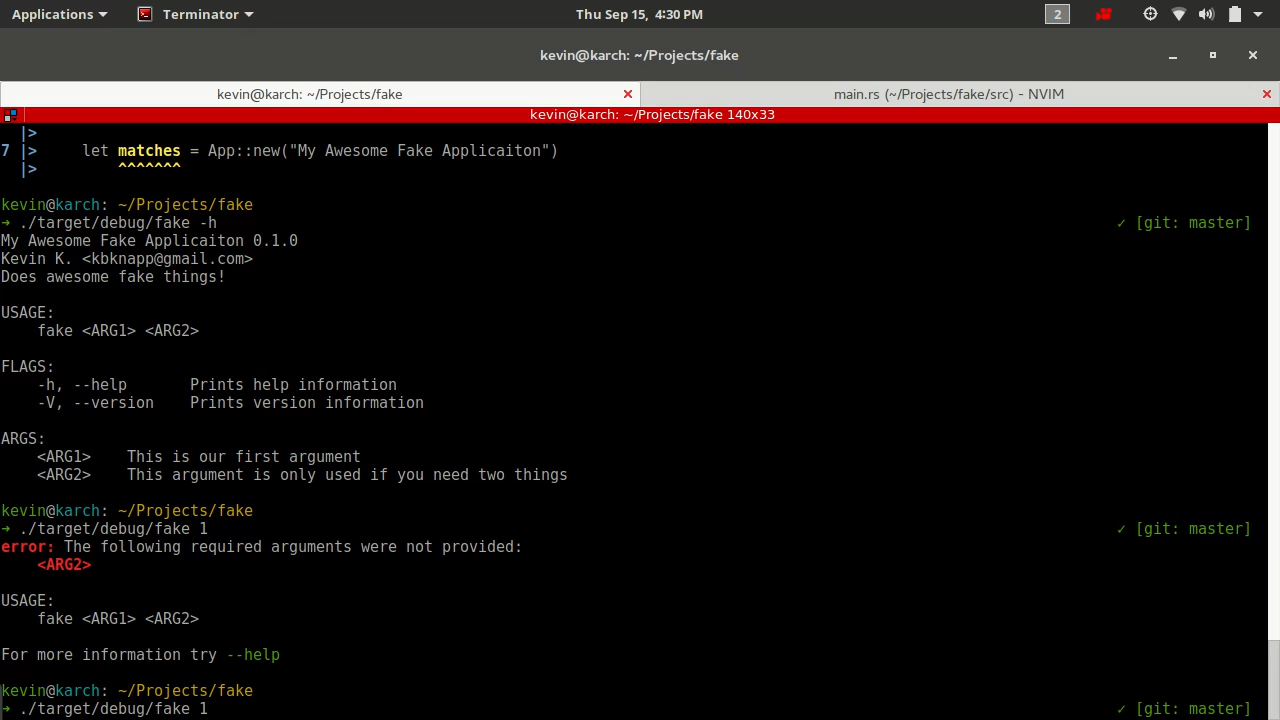 Applications Terminator Thu Sep 15, 4:30 PM 2
kevin@karch: ~/Projects/fake
kevin@karch: ~/Projects/fake main.rs (~/Projects/fake/src) - NVIM
kevin@karch: ~/Projects/fake 140x33
|>
7 |> let matches = App::new("My Awesome Fake Applicaiton")
|> ^^^^^^^
kevin@karch: ~/Projects/fake
➜ ./target/debug/fake -h ✓ [git: master]
My Awesome Fake Applicaiton 0.1.0
Kevin K. <kbknapp@gmail.com>
Does awesome fake things!
USAGE:
fake <ARG1> <ARG2>
FLAGS:
-h, --help Prints help information
-V, --version Prints version information
ARGS:
<ARG1> This is our first argument
<ARG2> This argument is only used if you need two things
kevin@karch: ~/Projects/fake
➜ ./target/debug/fake 1 ✓ [git: master]
error: The following required arguments were not provided:
<ARG2>
USAGE:
fake <ARG1> <ARG2>
For more information try --help
kevin@karch: ~/Projects/fake
➜ ./target/debug/fake 1 ✓ [git: master]